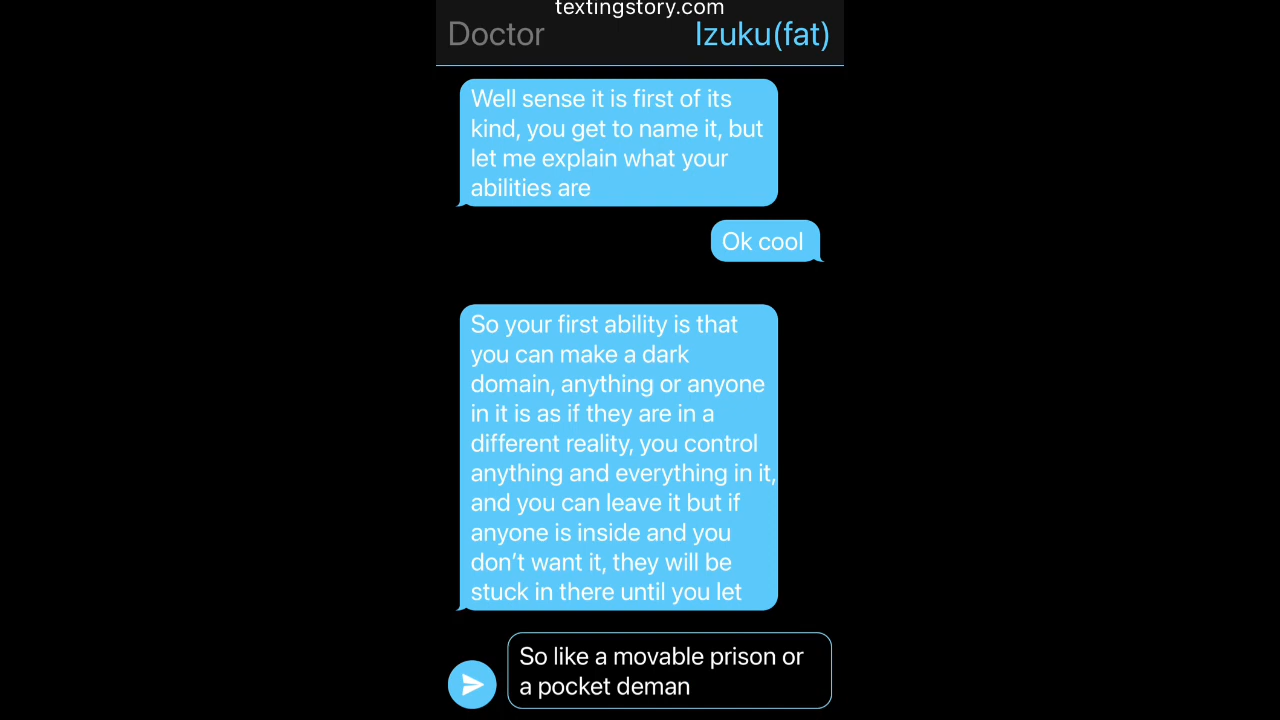 textingstory.com
Doctor Izuku(fat)
Well sense it is first of its
kind, you get to name it, but
let me explain what your
abilities are
Ok cool
So your first ability is that
you can make a dark
domain, anything or anyone
in it is as if they are in a
different reality, you control
anything and everything in it,
and you can leave it but if
anyone is inside and you
don’t want it, they will be
stuck in there until you let
So like a movable prison or
a pocket deman